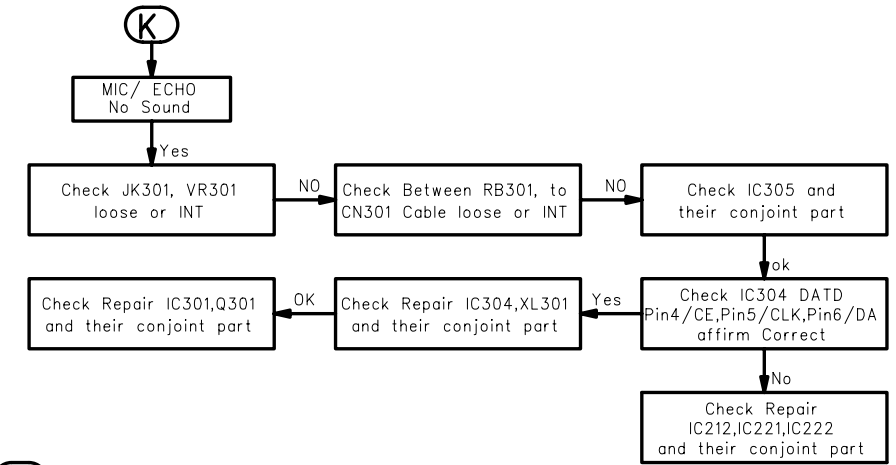 K
MIC/ ECHO
No Sound
Yes
Check JK301, VR301
loose or INT
NO
Check Between RB301, to
CN301 Cable loose or INT
NO
Check IC305 and
their conjoint part
ok
Check IC304 DATD
Pin4/CE,Pin5/CLK,Pin6/DA
affirm Correct
Yes
Check Repair IC304,XL301
and their conjoint part
OK
Check Repair IC301,Q301
and their conjoint part
No
Check Repair
IC212,IC221,IC222
and their conjoint part